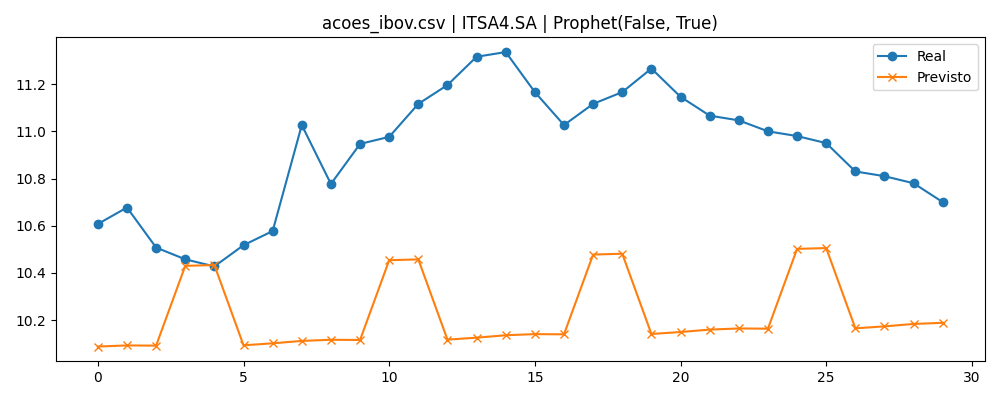 acoes_ibov.csv | ITSA4.SA | Prophet(False, True)
Real
Previsto
11.2
11.0
10.8
10.6
10.4
10.2
0 5 10 15 20 25 30